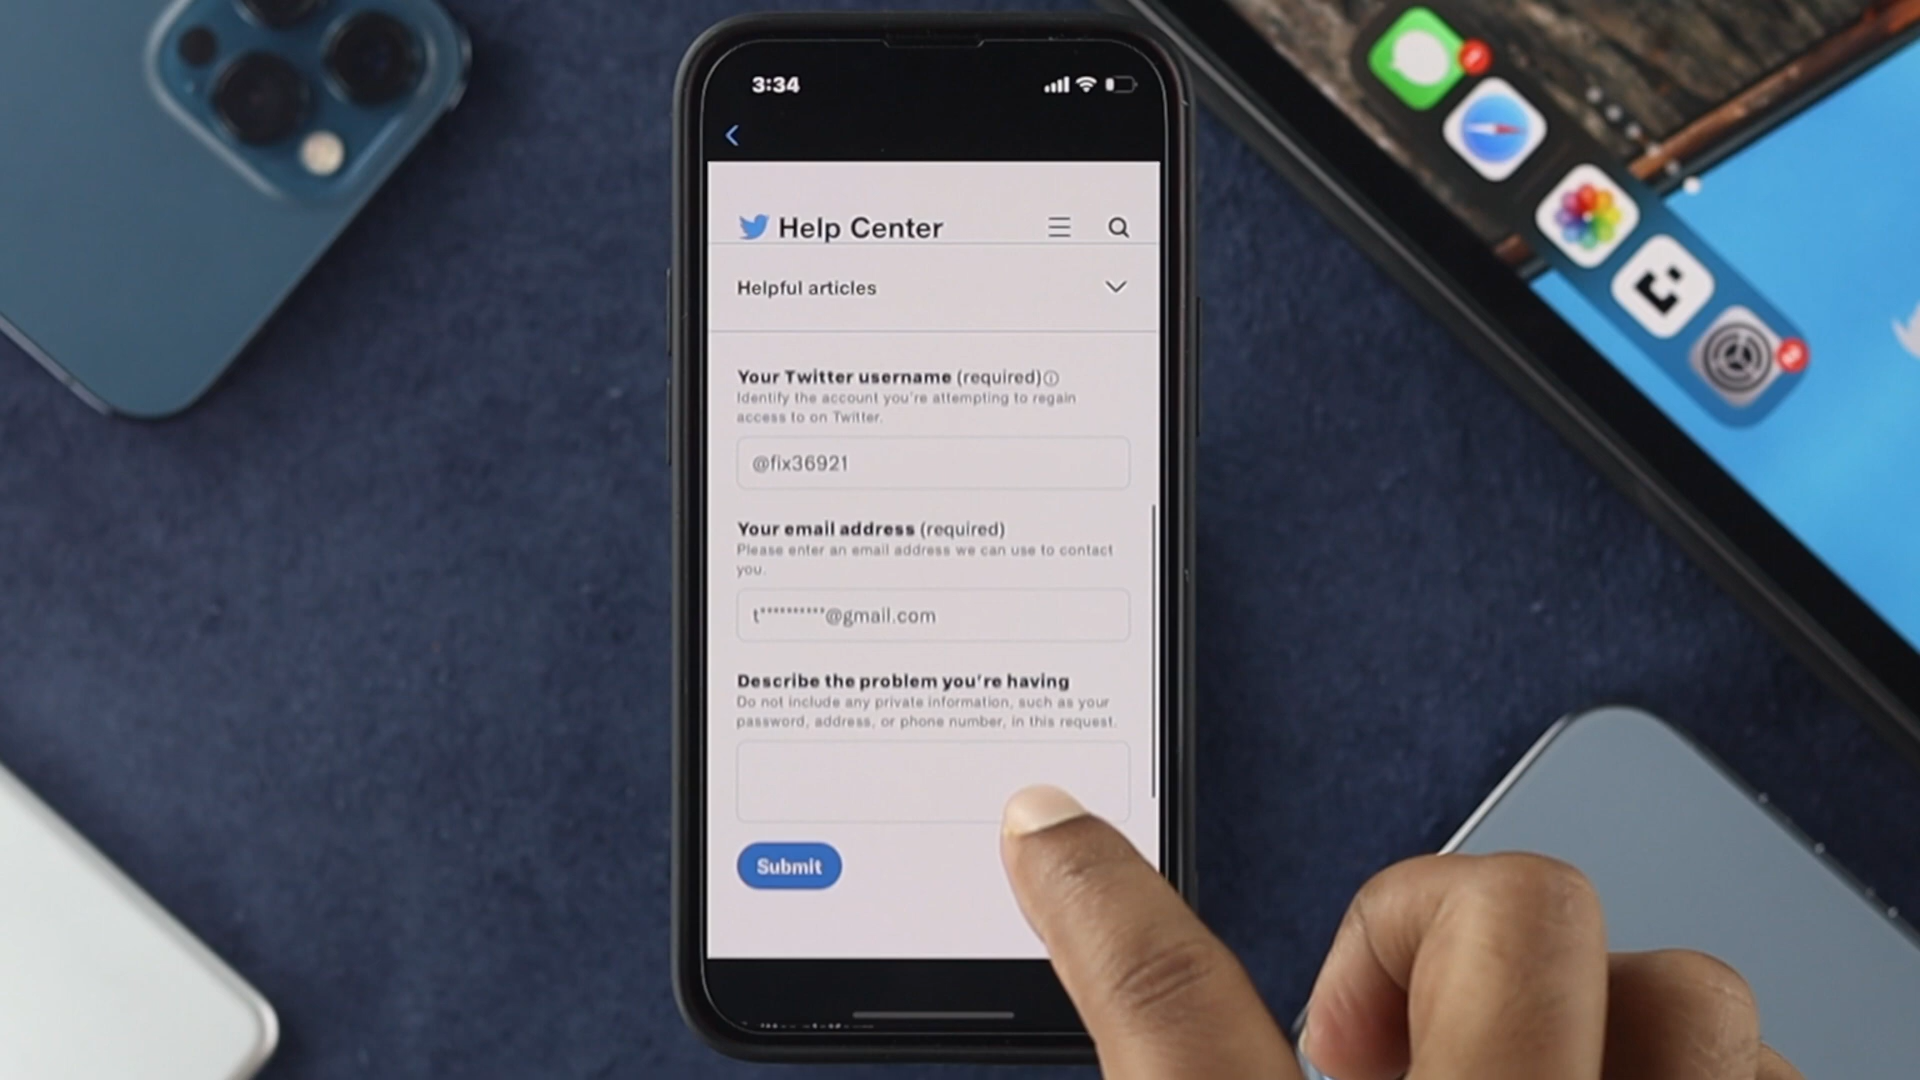 3:34
Help Center
Helpful articles
Your Twitter username (required)
Identify the account you're attempting to regain
access to on Twitter.
@fix36921
Your email address (required)
Please enter an email address we can use to contact
you.
t**********@gmail.com
Describe the problem you're having
Do not include any private information, such as your
password, address, or phone number, in this request.
Submit